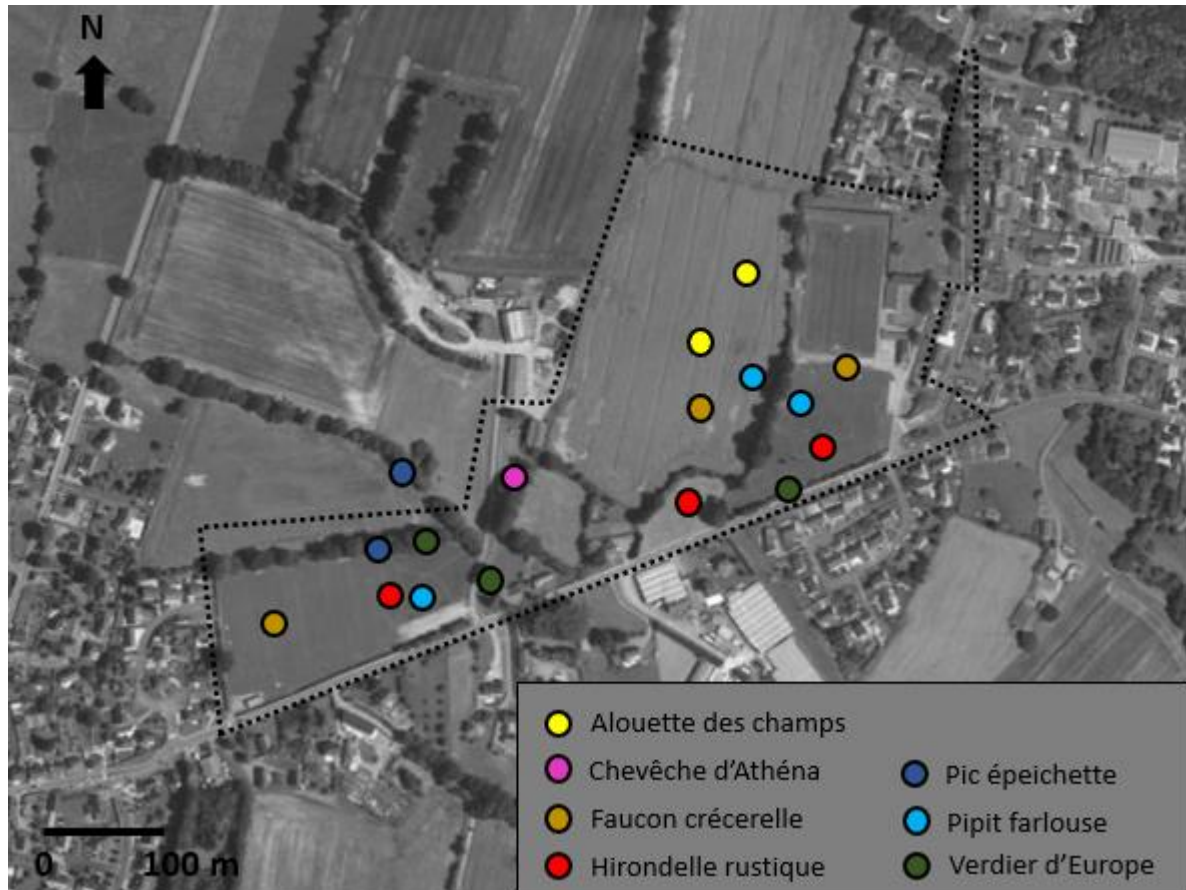 N
Alouette des champs
Chevêche d'Athéna
Faucon crécerelle
Hirondelle rustique
Pic épeichette
Pipit farlouse
Verdier d'Europe
0 100 m